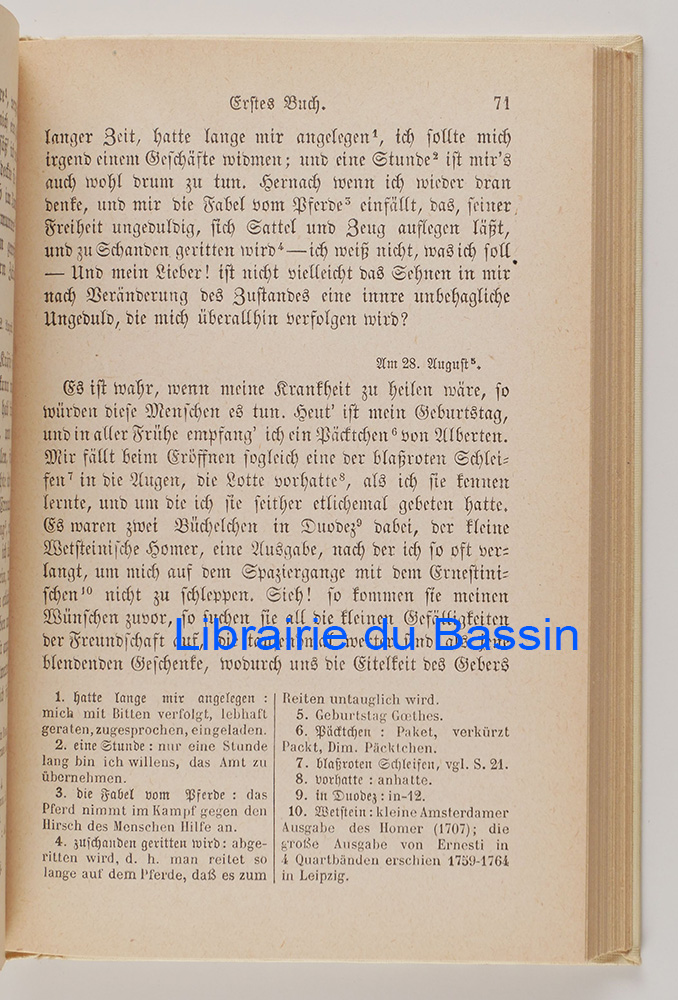 Erstes Buch. 71
langer Zeit, hatte lange mir angelegen¹, ich sollte mich
irgend einem Geschäfte widmen; und eine Stunde² ist mir's
auch wohl drum zu tun. Hernach wenn ich wieder dran
denke, und mir die Fabel vom Pferde³ einfällt, das, seiner
Freiheit ungeduldig, sich Sattel und Zeug auflegen läßt,
und zu Schanden geritten wird⁴ — ich weiß nicht, was ich soll.
— Und mein Lieber! ist nicht vielleicht das Sehnen in mir
nach Veränderung des Zustandes eine innre unbehagliche
Ungeduld, die mich überallhin verfolgen wird?
Am 28. August⁵.
Es ist wahr, wenn meine Krankheit zu heilen wäre, so
würden diese Menschen es tun. Heut' ist mein Geburtstag,
und in aller Frühe empfang' ich ein Päcktchen⁶ von Alberten.
Mir fällt beim Eröffnen sogleich eine der blaßroten Schlei-
fen⁷ in die Augen, die Lotte vorhatte⁸, als ich sie kennen
lernte, und um die ich sie seither etlichemal gebeten hatte.
Es waren zwei Büchelchen in Duodez⁹ dabei, der kleine
Wetsteinische Homer, eine Ausgabe, nach der ich so oft ver-
langt, um mich auf dem Spaziergange mit dem Ernestini-
schen¹⁰ nicht zu schleppen. Sieh! so kommen sie meinen
Wünschen zuvor, so suchen sie all die kleinen Gefälligkeiten
der Freundschaft auf, die tausendmal werter sind als jene
blendenden Geschenke, wodurch uns die Eitelkeit des Gebers
Librairie du Bassin
1. hatte lange mir angelegen :
mich mit Bitten verfolgt, lebhaft
geraten, zugesprochen, eingeladen.
2. eine Stunde : nur eine Stunde
lang bin ich willens, das Amt zu
übernehmen.
3. die Fabel vom Pferde : das
Pferd nimmt im Kampf gegen den
Hirsch des Menschen Hilfe an.
4. zuschanden geritten wird : abge-
ritten wird, d. h. man reitet so
lange auf dem Pferde, daß es zum
Reiten untauglich wird.
5. Geburtstag Gœthes.
6. Päcktchen : Paket, verkürzt
Packt, Dim. Päcktchen.
7. blaßroten Schleifen, vgl. S. 21.
8. vorhatte : anhatte.
9. in Duodez : in-12.
10. Wetstein : kleine Amsterdamer
Ausgabe des Homer (1707); die
große Ausgabe von Ernesti in
4 Quartbänden erschien 1759-1764
in Leipzig.